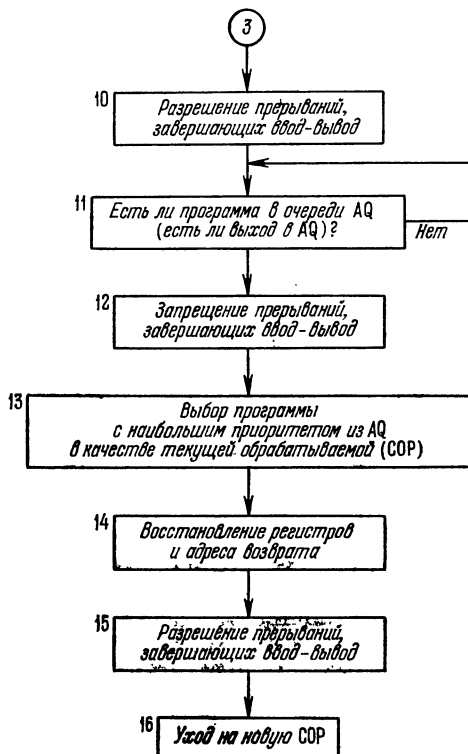 3
10
Разрешение прерываний,
завершающих ввод-вывод
11
Есть ли программа в очереди AQ
(есть ли выход в AQ)?
Нет
12
Запрещение прерываний,
завершающих ввод-вывод
13
Выбор программы
с наибольшим приоритетом из AQ
в качестве текущей обрабатываемой (COP)
14
Восстановление регистров
и адреса возврата
15
Разрешение прерываний,
завершающих ввод-вывод
16
Уход на новую COP